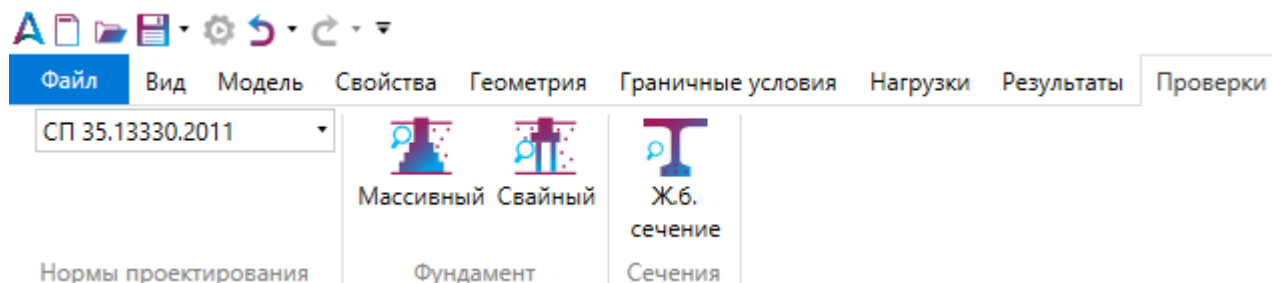 Файл Вид Модель Свойства Геометрия Граничные условия Нагрузки Результаты Проверки
СП 35.13330.2011
Массивный Свайный Ж.б.
сечение
Нормы проектирования Фундамент Сечения